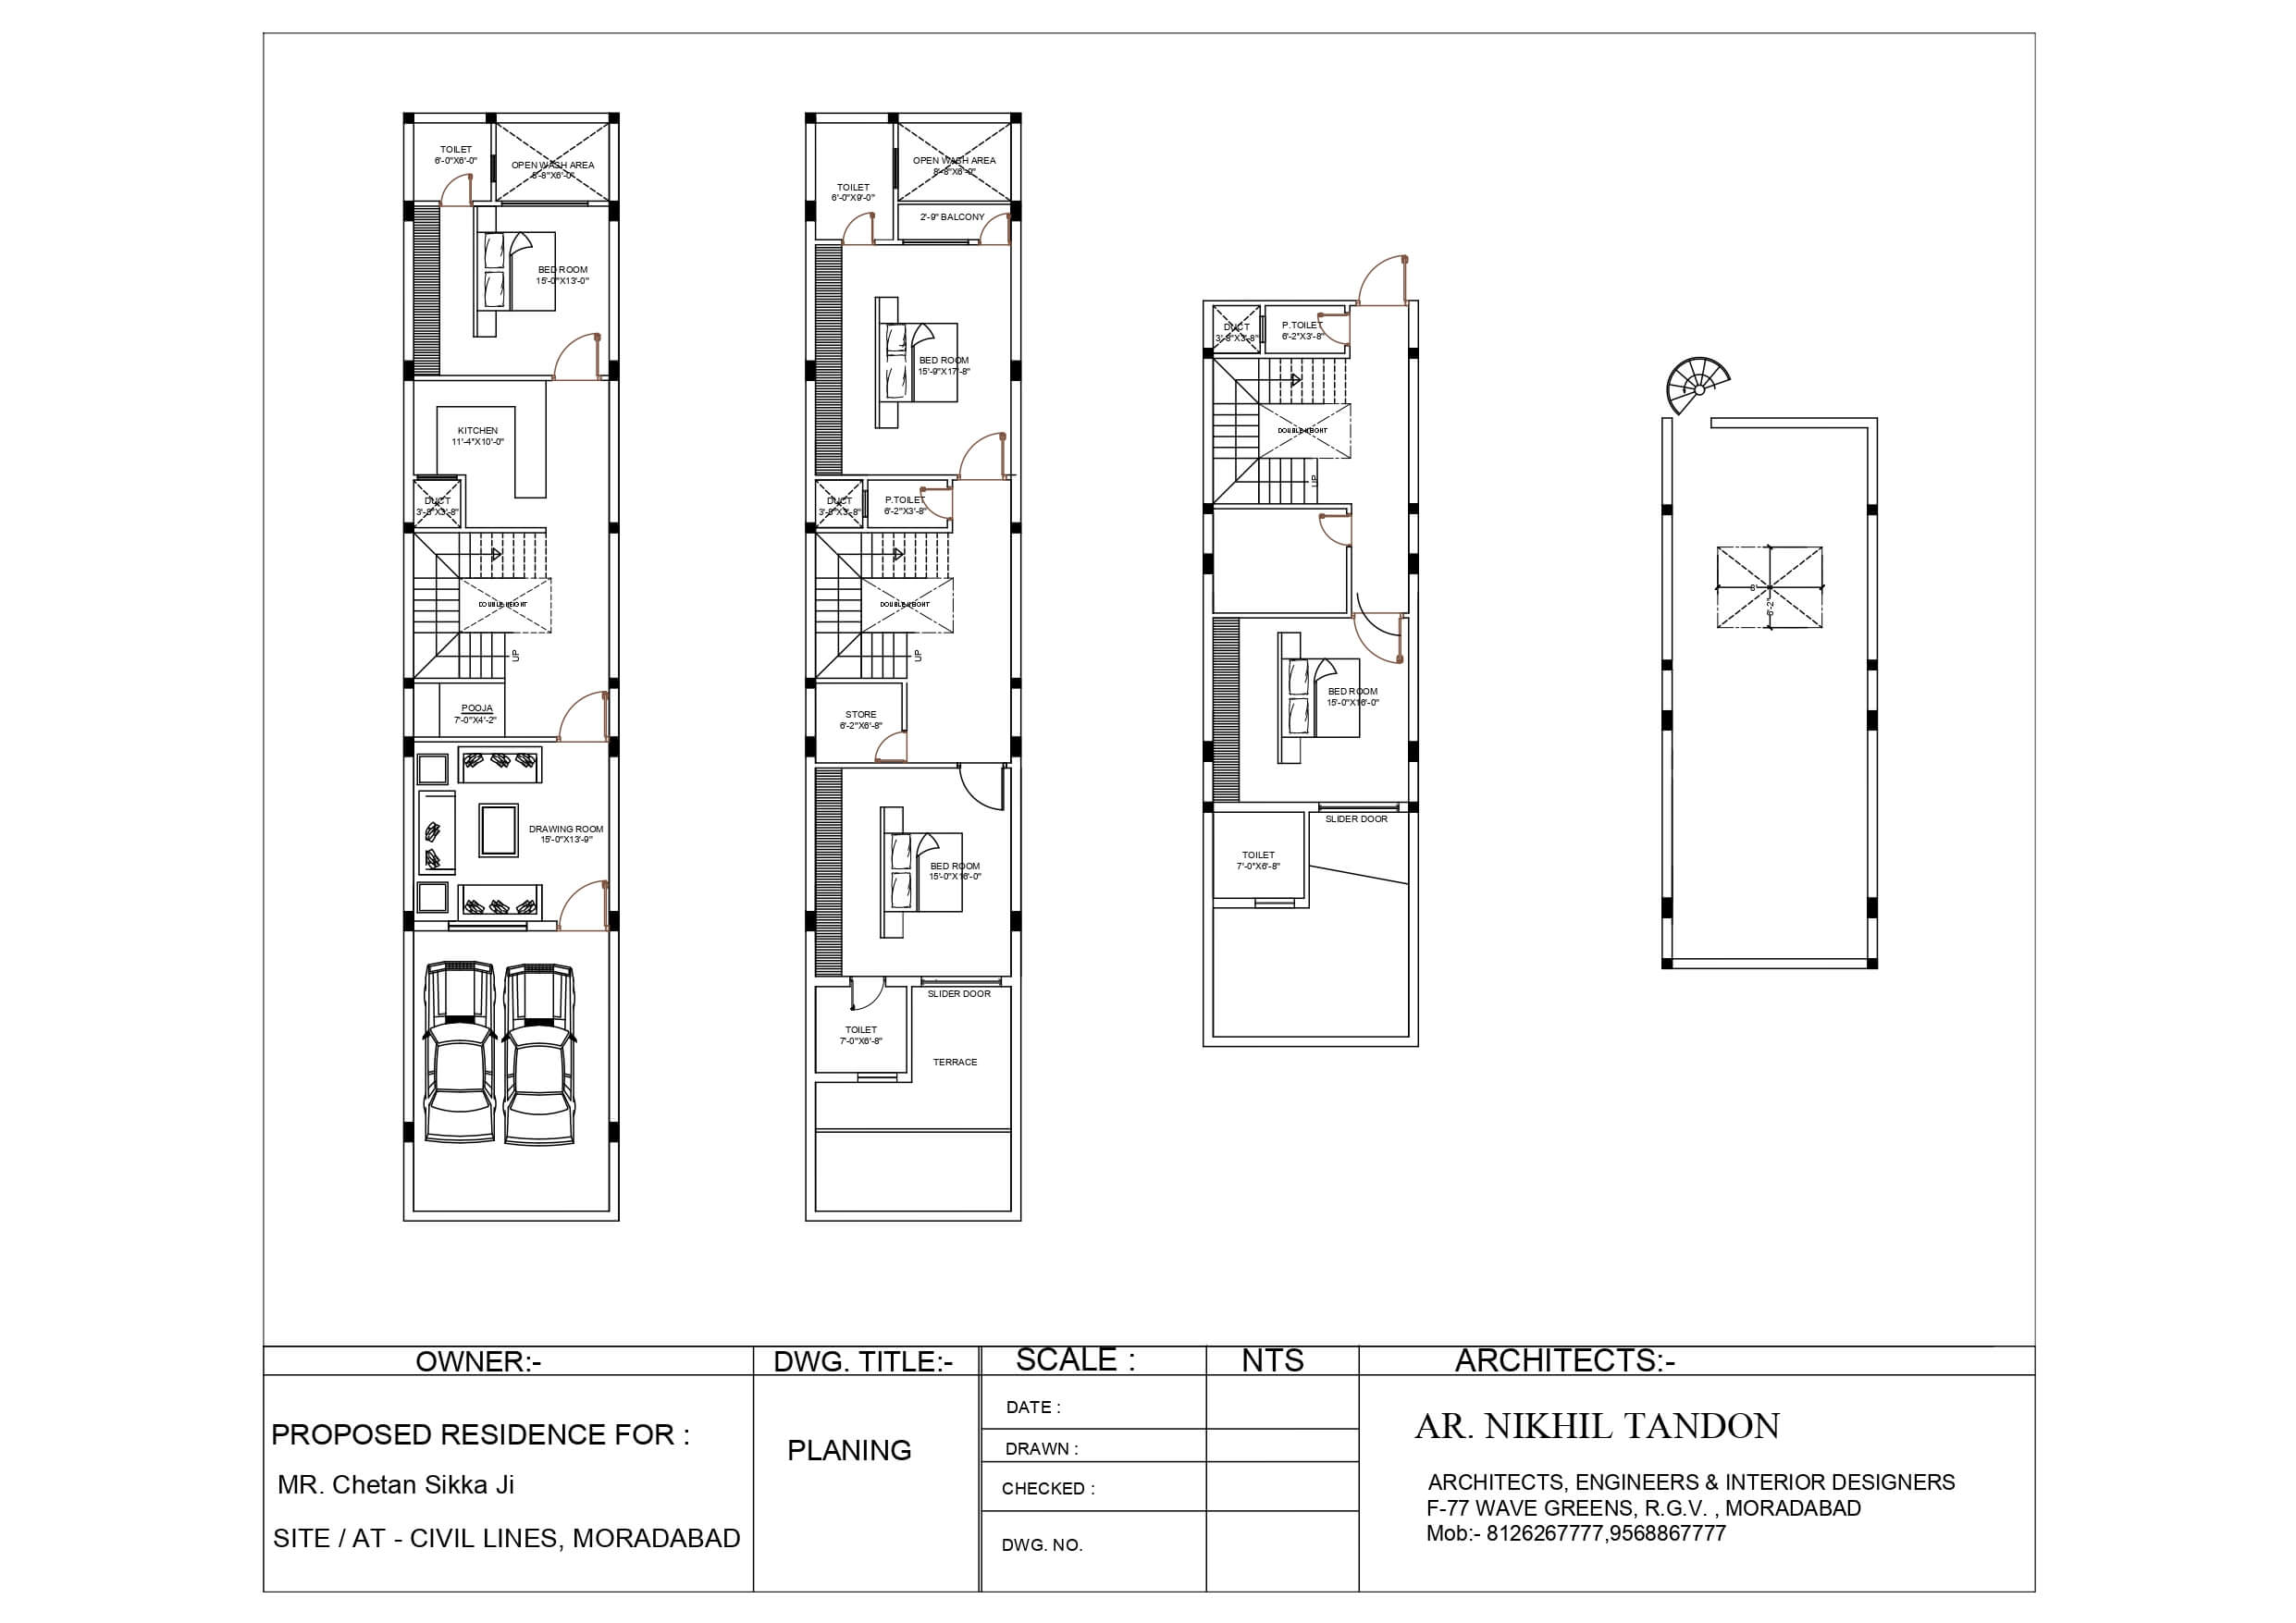 TOILET
6'-0"X6'-0"
OPEN WASH AREA
8'-8"X6'-0"
BED ROOM
15'-0"X13'-0"
KITCHEN
11'-4"X10'-0"
DUCT
3'-8"X3'-8"
DOUBLE HEIGHT
UP
POOJA
7'-0"X4'-2"
DRAWING ROOM
15'-0"X13'-9"
TOILET
6'-0"X9'-0"
OPEN WASH AREA
8'-8"X6'-0"
2'-9" BALCONY
BED ROOM
15'-9"X17'-8"
DUCT
3'-8"X3'-8"
P.TOILET
6'-2"X3'-8"
DOUBLE HEIGHT
UP
STORE
6'-2"X6'-8"
BED ROOM
15'-0"X16'-0"
SLIDER DOOR
TOILET
7'-0"X6'-8"
TERRACE
DUCT
3'-8"X3'-8"
P.TOILET
6'-2"X3'-8"
DOUBLE HEIGHT
UP
BED ROOM
15'-0"X16'-0"
SLIDER DOOR
TOILET
7'-0"X6'-8"
8'
6'-2"
OWNER:-
PROPOSED RESIDENCE FOR :
MR. Chetan Sikka Ji
SITE / AT - CIVIL LINES, MORADABAD
DWG. TITLE:-
PLANING
SCALE :
NTS
DATE :
DRAWN :
CHECKED :
DWG. NO.
ARCHITECTS:-
AR. NIKHIL TANDON
ARCHITECTS, ENGINEERS & INTERIOR DESIGNERS
F-77 WAVE GREENS, R.G.V. , MORADABAD
Mob:- 8126267777,9568867777